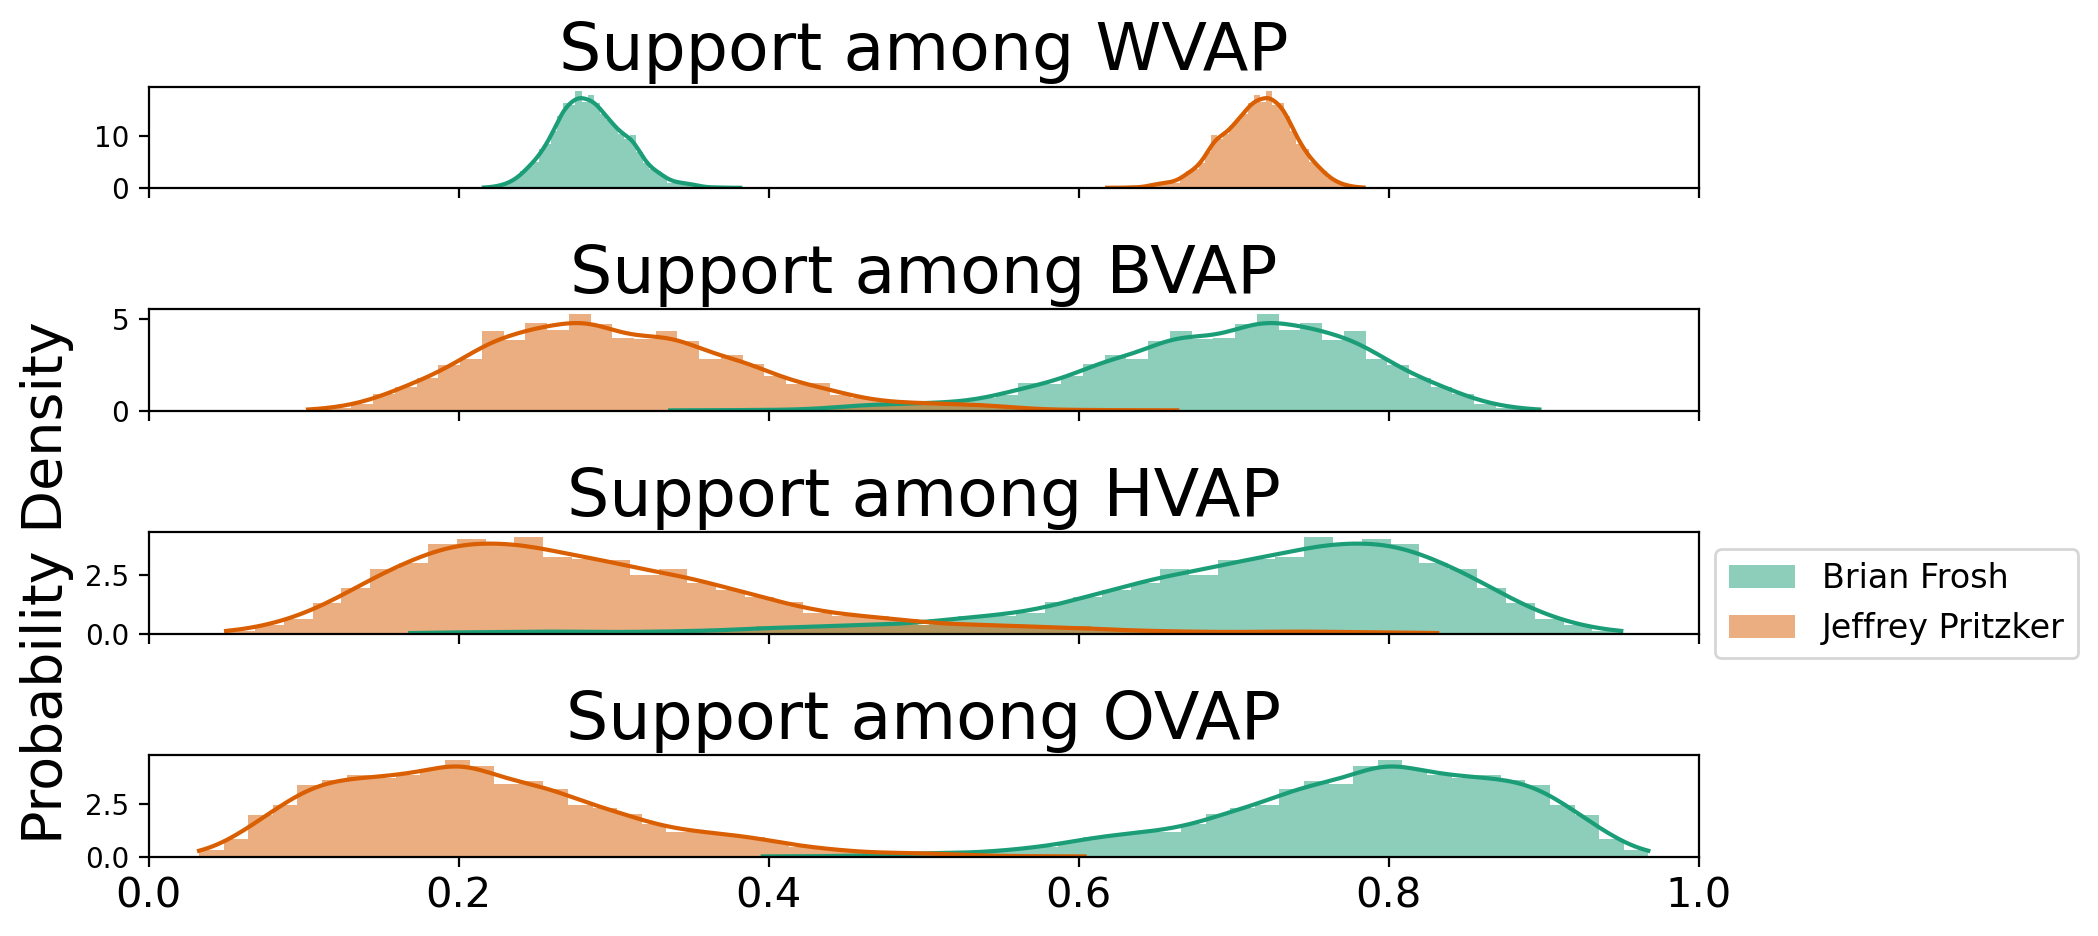 Support among WVAP
10
0
Support among BVAP
5
0
Support among HVAP
2.5
0.0
Support among OVAP
2.5
0.0
0.0 0.2 0.4 0.6 0.8 1.0
Probability Density
Brian Frosh
Jeffrey Pritzker